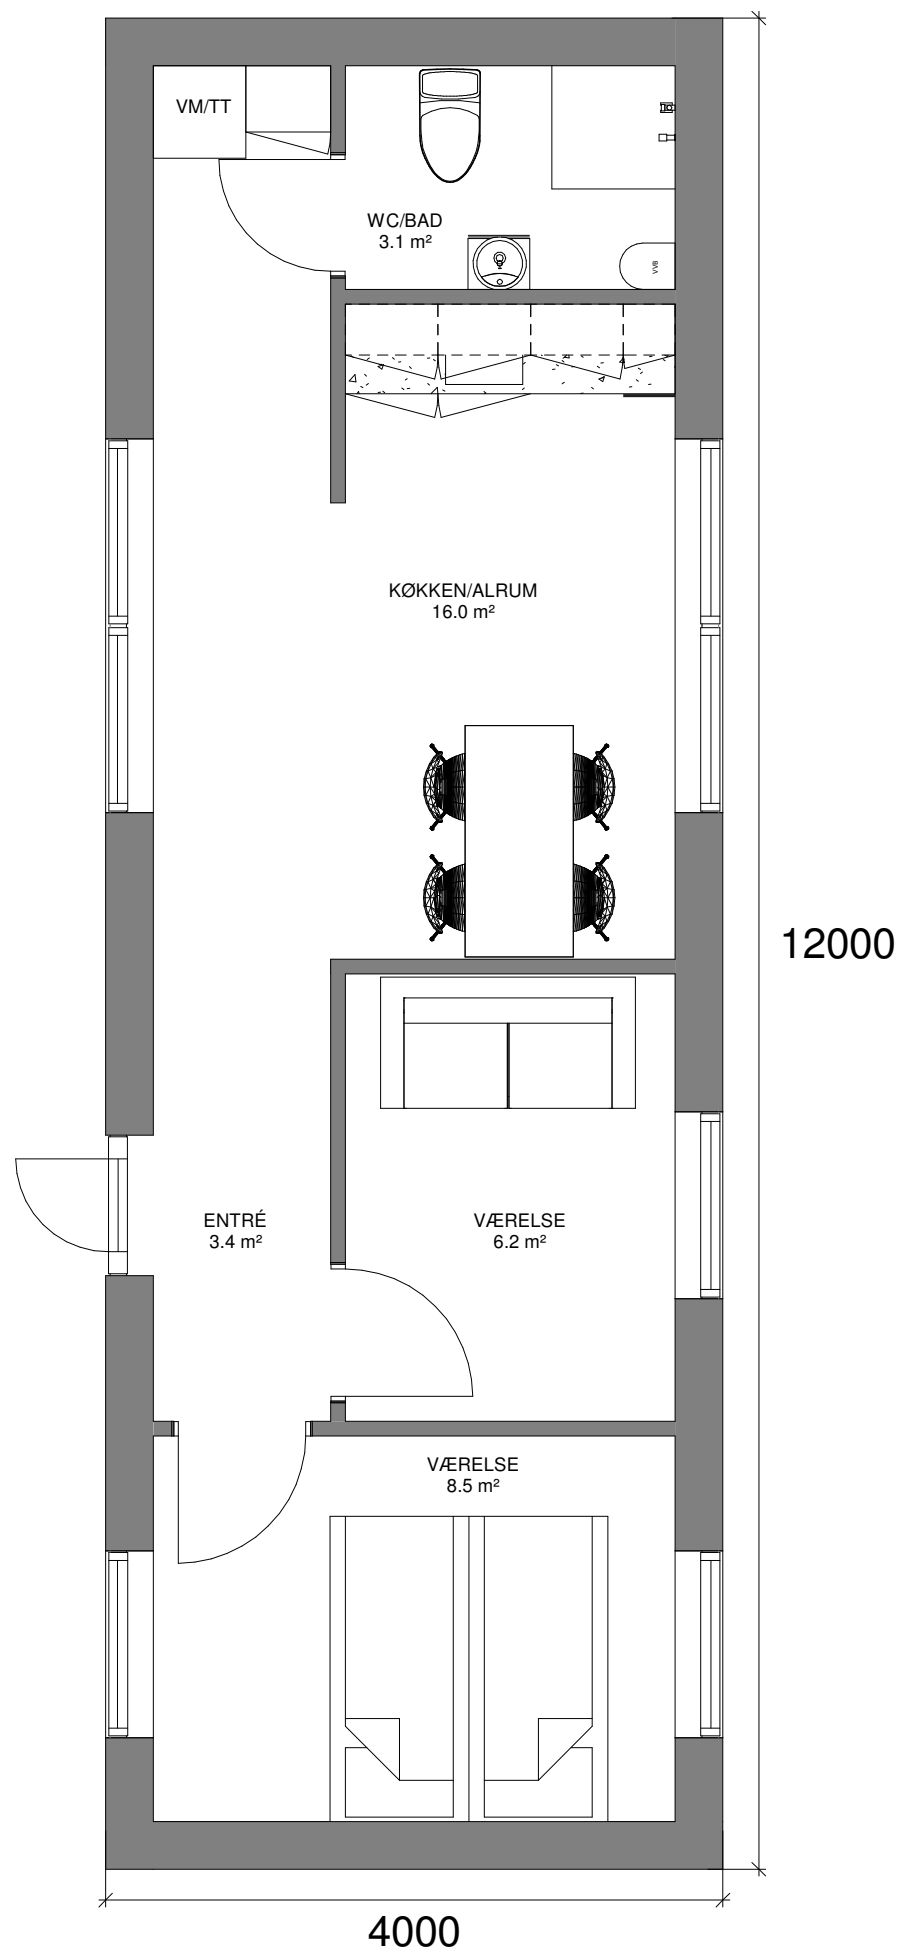 VM/TT
WC/BAD
3.1 m²
VVB
KØKKEN/ALRUM
16.0 m²
12000
ENTRÉ
3.4 m²
VÆRELSE
6.2 m²
VÆRELSE
8.5 m²
4000